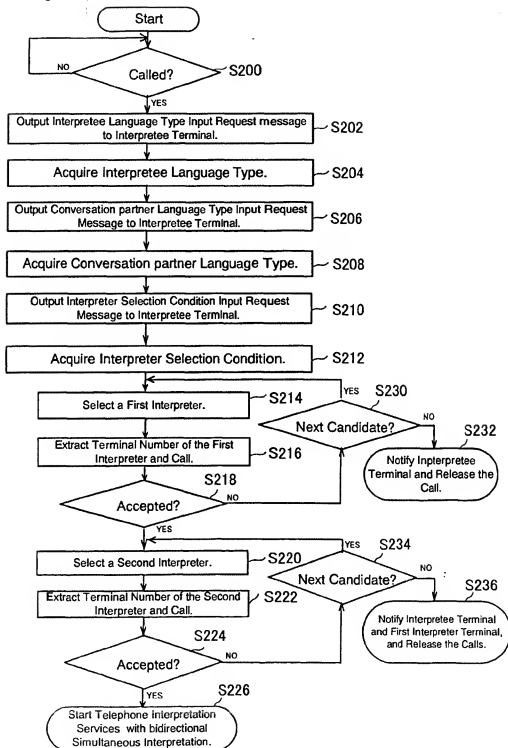 Start
Called?
S200
NO
YES
Output Interpretee Language Type Input Request message
to Interpretee Terminal.
S202
Acquire Interpretee Language Type.
S204
Output Conversation partner Language Type Input Request
Message to Interpretee Terminal.
S206
Acquire Conversation partner Language Type.
S208
Output Interpreter Selection Condition Input Request
Message to Interpretee Terminal.
S210
Acquire Interpreter Selection Condition.
S212
Select a First Interpreter.
S214
YES
S230
Next Candidate?
NO
S232
Extract Terminal Number of the First
Interpreter and Call.
S216
Notify Inpterpretee
Terminal and Release the
Call.
S218
Accepted?
NO
YES
YES
S234
Select a Second Interpreter.
S220
Next Candidate?
NO
S236
Extract Terminal Number of the Second
Interpreter and Call.
S222
Notify Interpretee Terminal
and First Interpreter Terminal,
and Release the Calls.
S224
Accepted?
NO
YES
S226
Start Telephone Interpretation
Services with bidirectional
Simultaneous Interpretation.